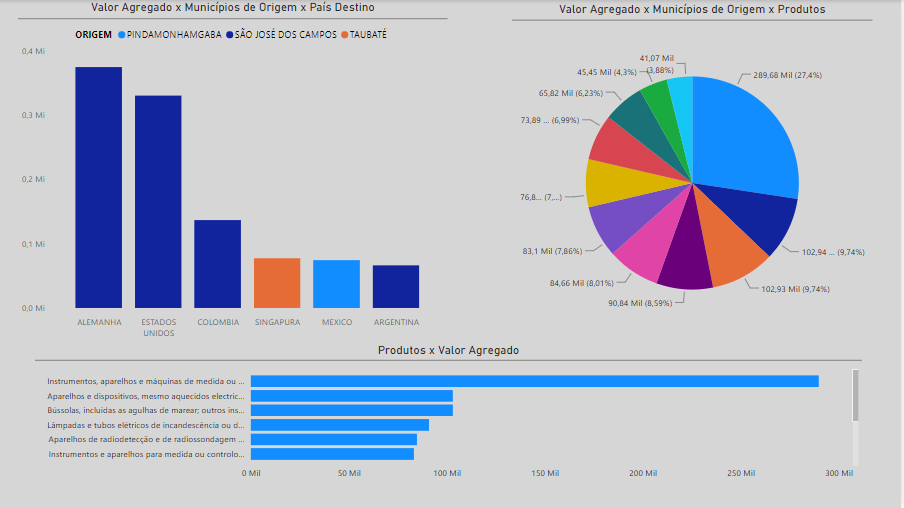 Valor Agregado x Municípios de Origem x País Destino
ORIGEM PINDAMONHAMGABA SÃO JOSÉ DOS CAMPOS TAUBATÉ
0,4 Mi
0,3 Mi
0,2 Mi
0,1 Mi
0,0 Mi
ALEMANHA
ESTADOS
UNIDOS
COLOMBIA
SINGAPURA
MEXICO
ARGENTINA
Valor Agregado x Municípios de Origem x Produtos
289,68 Mil (27,4%)
102,94 ... (9,74%)
102,93 Mil (9,74%)
90,84 Mil (8,59%)
84,66 Mil (8,01%)
83,1 Mil (7,86%)
76,8... (7,...)
73,89 ... (6,99%)
65,82 Mil (6,23%)
45,45 Mil (4,3%)
41,07 Mil
(3,88%)
Produtos x Valor Agregado
Instrumentos, aparelhos e máquinas de medida ou ...
Aparelhos e dispositivos, mesmo aquecidos electric...
Bússolas, incluídas as agulhas de marear; outros ins...
Lâmpadas e tubos elétricos de incandescência ou d...
Aparelhos de radiodetecção e de radiossondagem ...
Instrumentos e aparelhos para medida ou controlo...
0 Mil 50 Mil 100 Mil 150 Mil 200 Mil 250 Mil 300 Mil